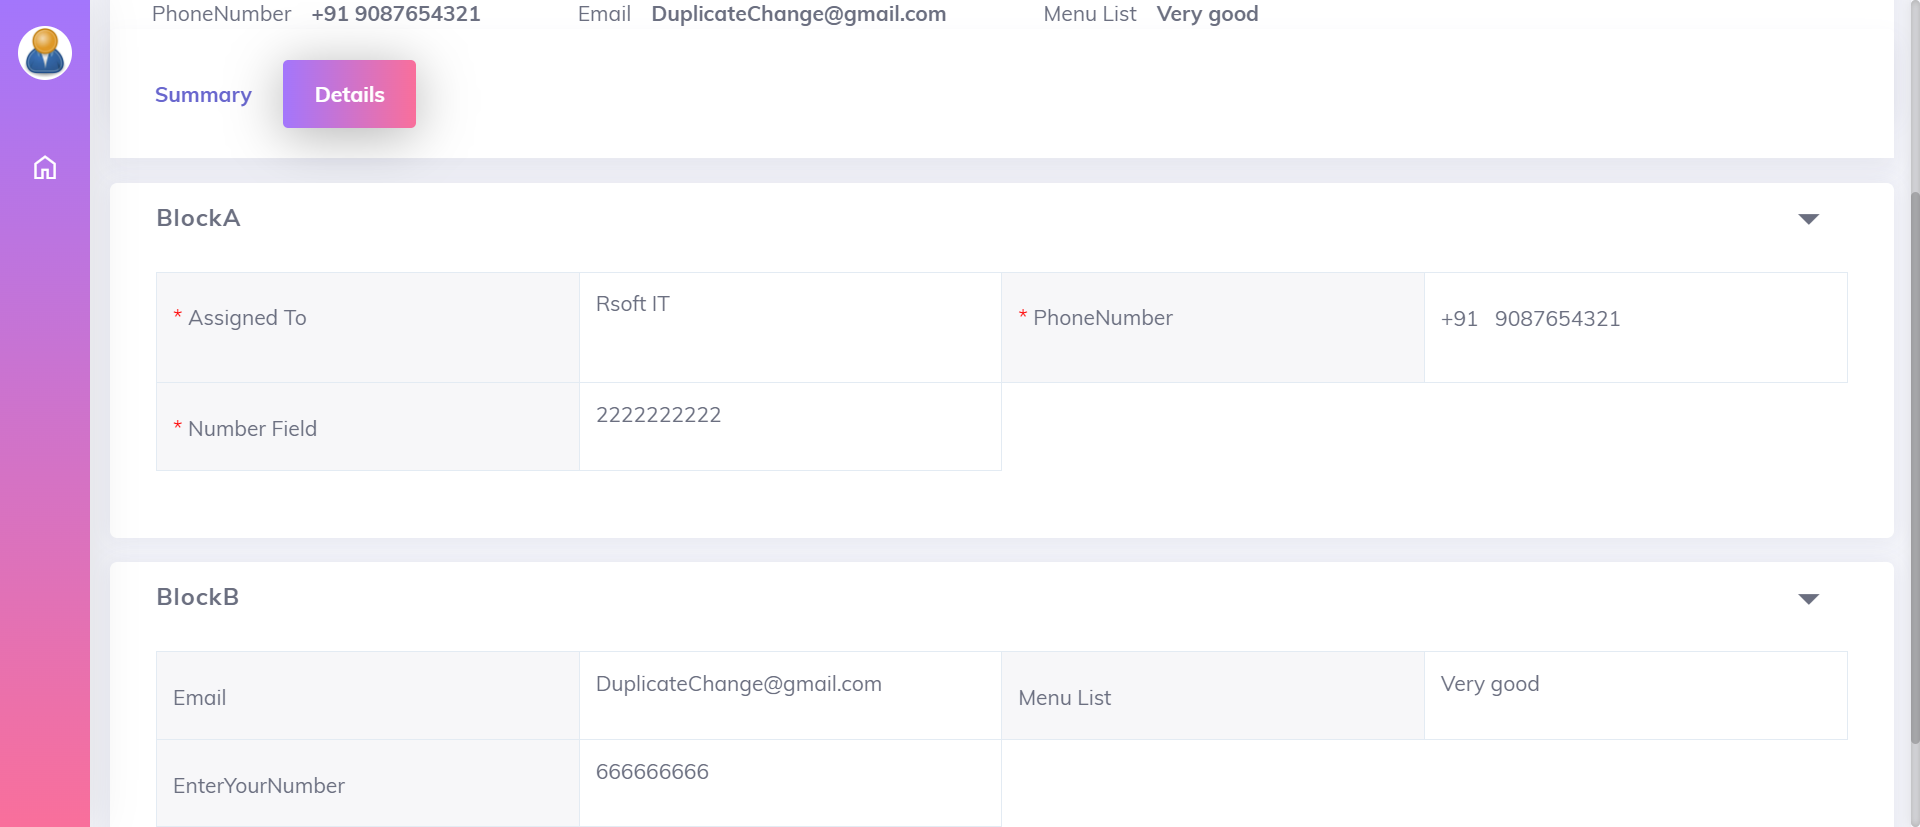 PhoneNumber +91 9087654321 Email DuplicateChange@gmail.com Menu List Very good
Summary Details
BlockA
* Assigned To Rsoft IT * PhoneNumber +91 9087654321
* Number Field 2222222222
BlockB
Email DuplicateChange@gmail.com Menu List Very good
EnterYourNumber 666666666